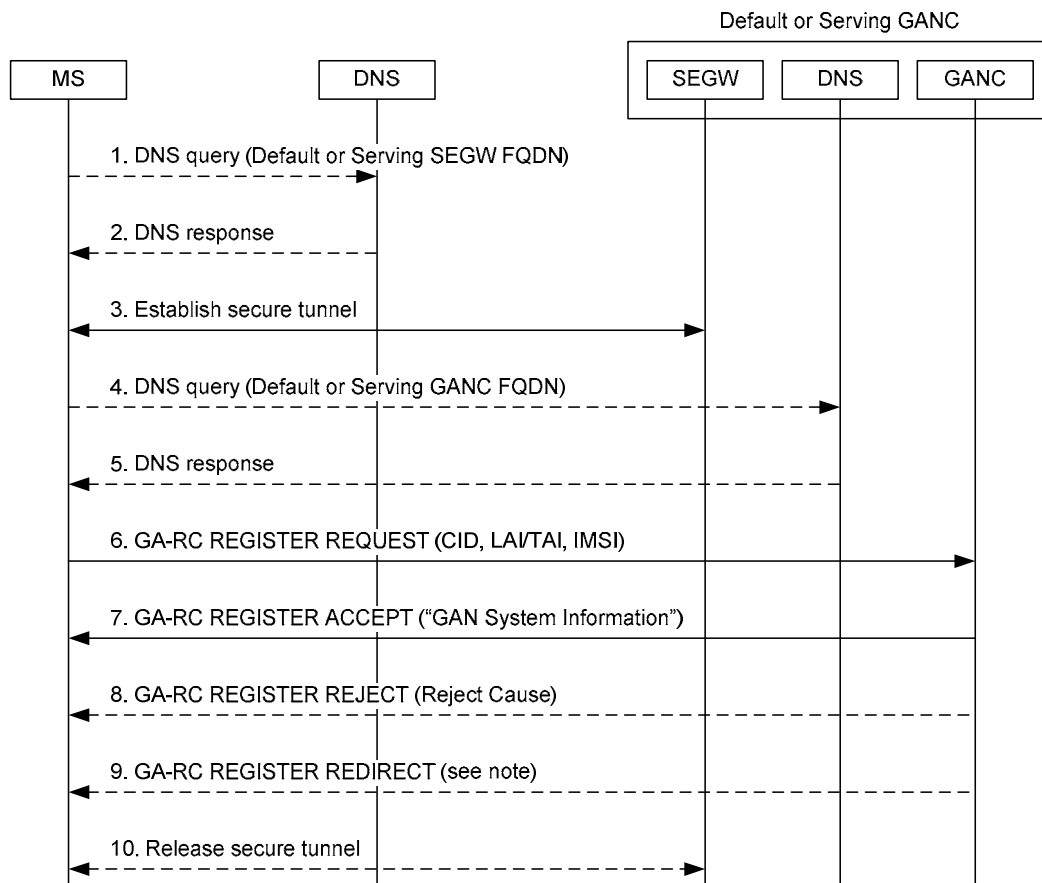 Default or Serving GANC
MS
DNS
SEGW
DNS
GANC
1. DNS query (Default or Serving SEGW FQDN)
2. DNS response
3. Establish secure tunnel
4. DNS query (Default or Serving GANC FQDN)
5. DNS response
6. GA-RC REGISTER REQUEST (CID, LAI/TAI, IMSI)
7. GA-RC REGISTER ACCEPT (“GAN System Information”)
8. GA-RC REGISTER REJECT (Reject Cause)
9. GA-RC REGISTER REDIRECT (see note)
10. Release secure tunnel